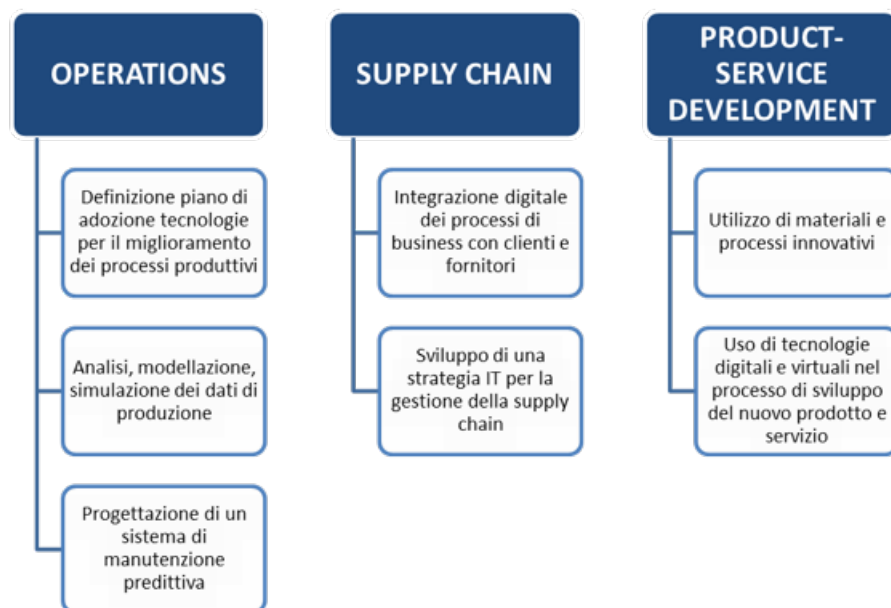 OPERATIONS
Definizione piano di
adozione tecnologie
per il miglioramento
dei processi produttivi
Analisi, modellazione,
simulazione dei dati di
produzione
Progettazione di un
sistema di
manutenzione
predittiva
SUPPLY CHAIN
Integrazione digitale
dei processi di
business con clienti e
fornitori
Sviluppo di una
strategia IT per la
gestione della supply
chain
PRODUCT-
SERVICE
DEVELOPMENT
Utilizzo di materiali e
processi innovativi
Uso di tecnologie
digitali e virtuali nel
processo di sviluppo
del nuovo prodotto e
servizio